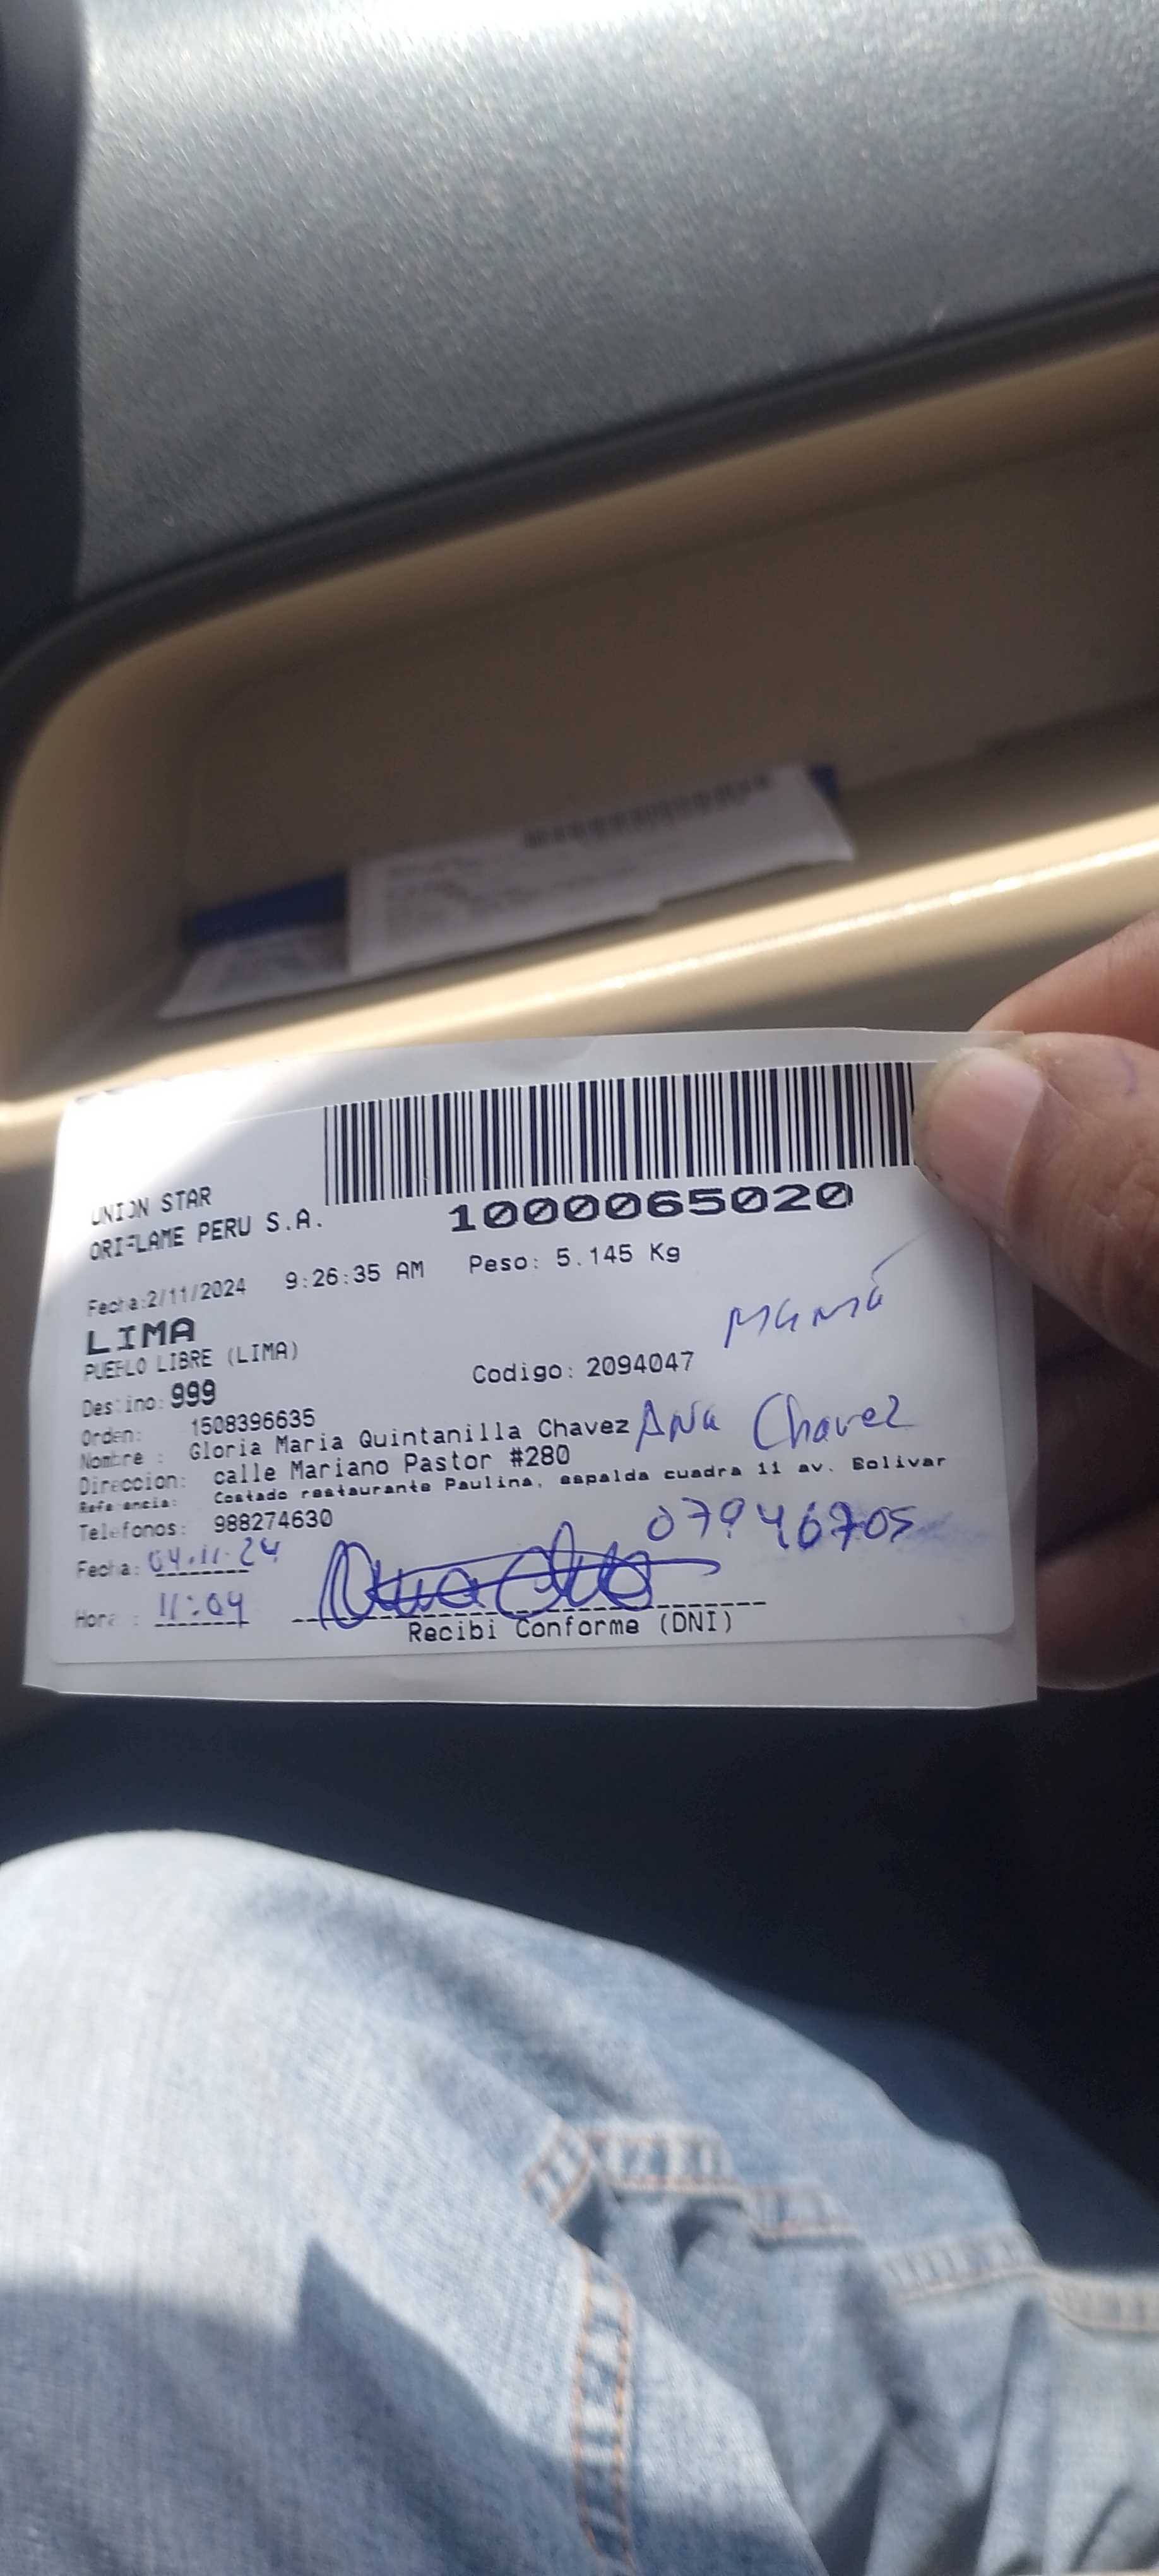 UNION STAR
ORIFLAME PERU S.A.
1000065020
Fecha:2/11/2024 9:26:35 AM Peso: 5.145 Kg
LIMA
PUEBLO LIBRE (LIMA)
Mamá
Destino: 999 Codigo: 2094047
Orden: 1508396635
Nombre : Gloria Maria Quintanilla Chavez Ana Chavez
Direccion: calle Mariano Pastor #280
Referencia: Costado restaurante Paulina, espalda cuadra 11 av. Bolivar
Telefonos: 988274630
07946705
Fecha: 04.11.24
Hora : 11:04
Recibi Conforme (DNI)